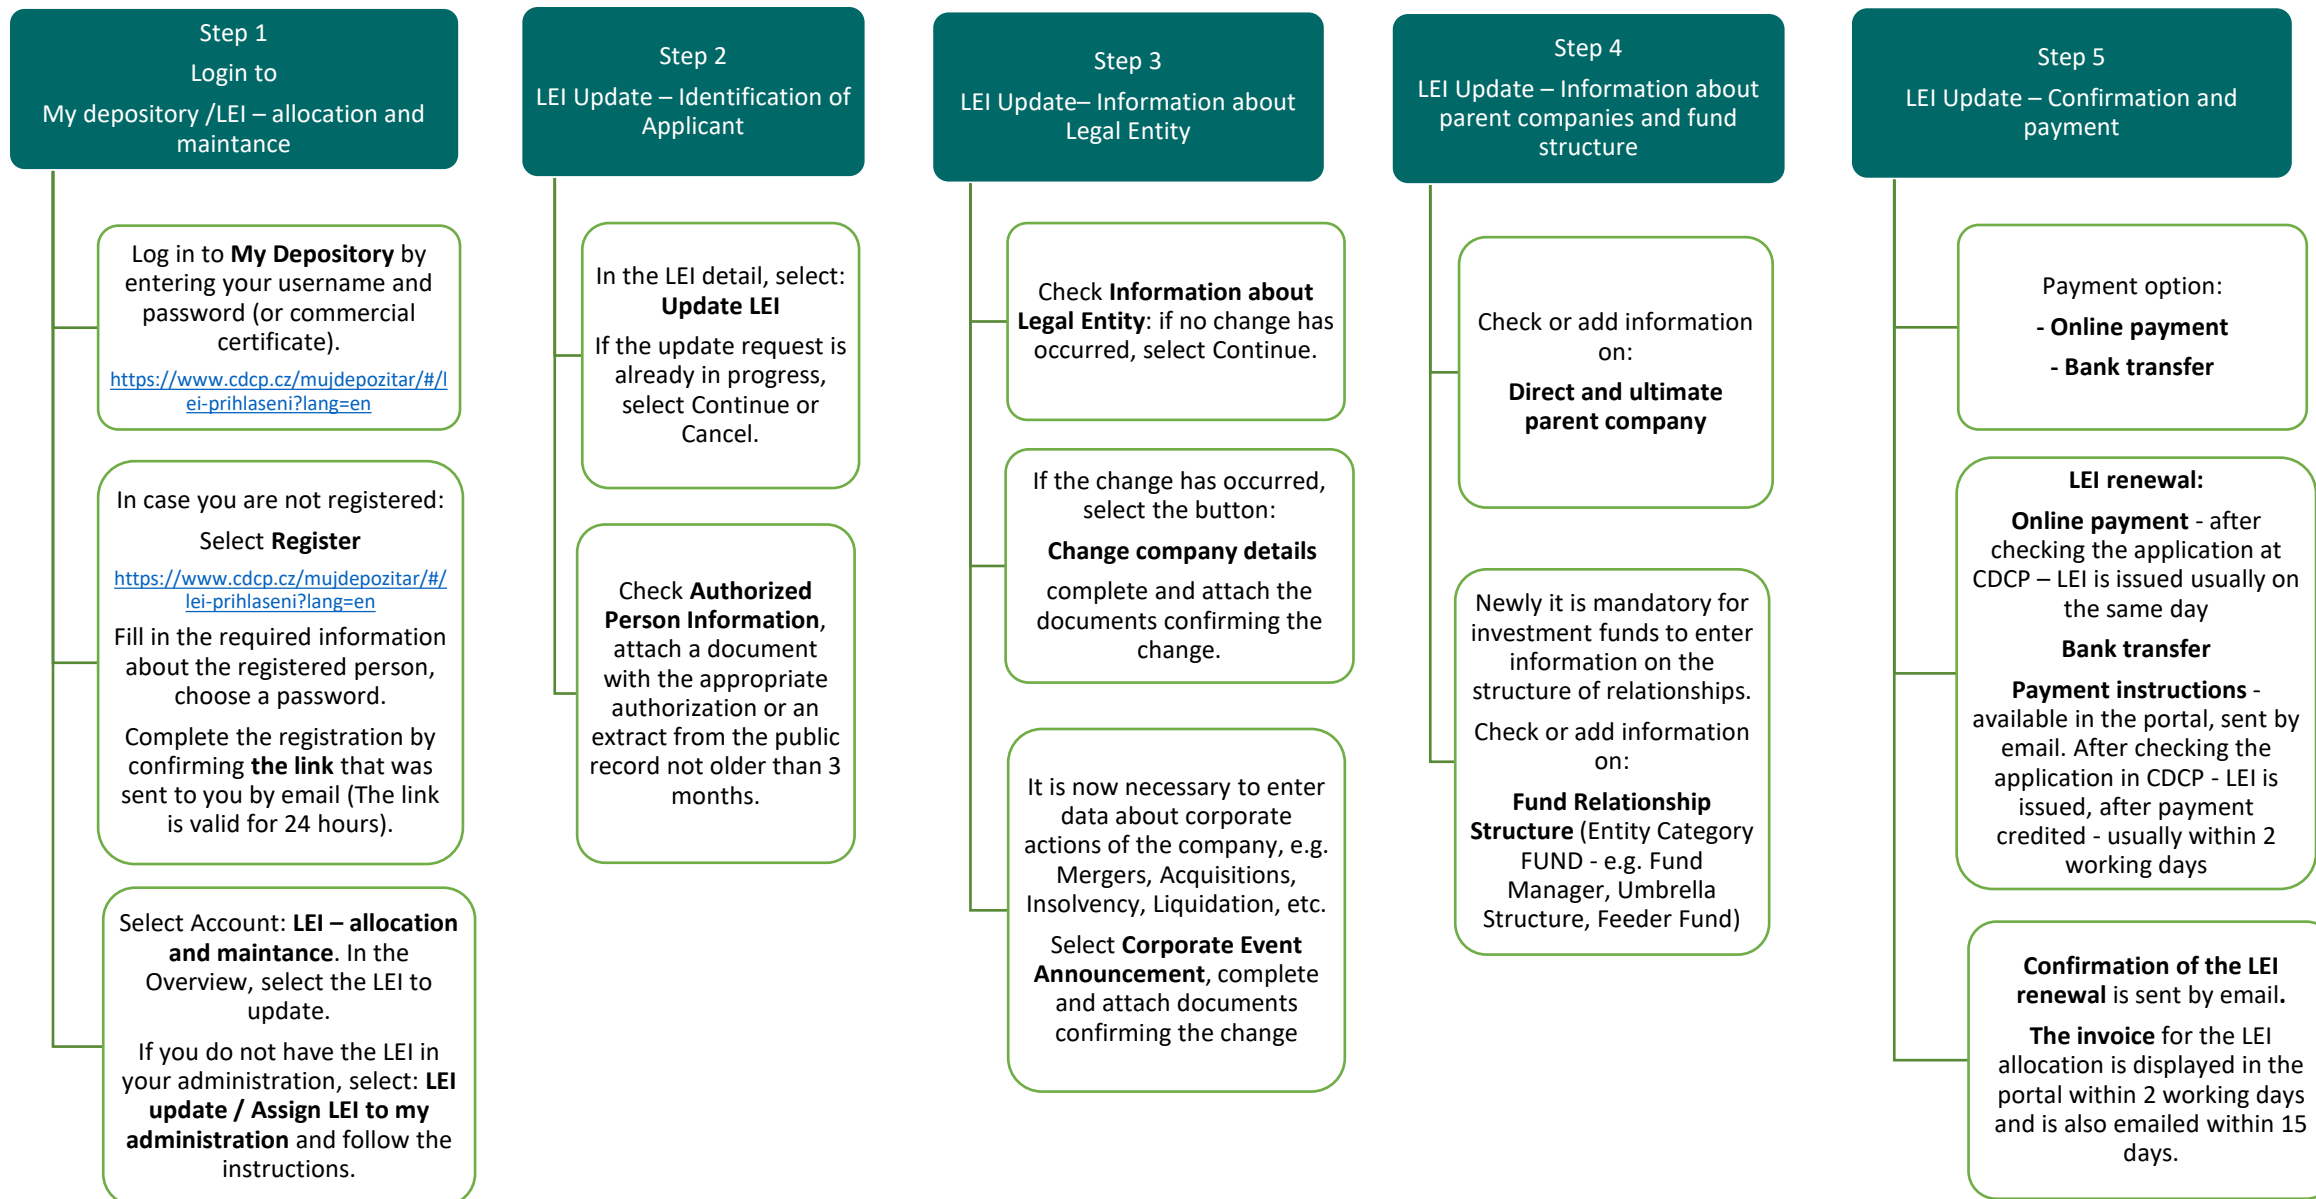 Step 1
Login to
My depository /LEI – allocation and
maintance
Log in to My Depository by
entering your username and
password (or commercial
certificate).
https://www.cdcp.cz/mujdepozitar/#/l
ei-prihlaseni?lang=en
In case you are not registered:
Select Register
https://www.cdcp.cz/mujdepozitar/#/
lei-prihlaseni?lang=en
Fill in the required information
about the registered person,
choose a password.
Complete the registration by
confirming the link that was
sent to you by email (The link
is valid for 24 hours).
Select Account: LEI – allocation
and maintance. In the
Overview, select the LEI to
update.
If you do not have the LEI in
your administration, select: LEI
update / Assign LEI to my
administration and follow the
instructions.
Step 2
LEI Update – Identification of
Applicant
In the LEI detail, select:
Update LEI
If the update request is
already in progress,
select Continue or
Cancel.
Check Authorized
Person Information,
attach a document
with the appropriate
authorization or an
extract from the public
record not older than 3
months.
Step 3
LEI Update– Information about
Legal Entity
Check Information about
Legal Entity: if no change has
occurred, select Continue.
If the change has occurred,
select the button:
Change company details
complete and attach the
documents confirming the
change.
It is now necessary to enter
data about corporate
actions of the company, e.g.
Mergers, Acquisitions,
Insolvency, Liquidation, etc.
Select Corporate Event
Announcement, complete
and attach documents
confirming the change
Step 4
LEI Update – Information about
parent companies and fund
structure
Check or add information
on:
Direct and ultimate
parent company
Newly it is mandatory for
investment funds to enter
information on the
structure of relationships.
Check or add information
on:
Fund Relationship
Structure (Entity Category
FUND - e.g. Fund
Manager, Umbrella
Structure, Feeder Fund)
Step 5
LEI Update – Confirmation and
payment
Payment option:
- Online payment
- Bank transfer
LEI renewal:
Online payment - after
checking the application at
CDCP – LEI is issued usually on
the same day
Bank transfer
Payment instructions -
available in the portal, sent by
email. After checking the
application in CDCP - LEI is
issued, after payment
credited - usually within 2
working days
Confirmation of the LEI
renewal is sent by email.
The invoice for the LEI
allocation is displayed in the
portal within 2 working days
and is also emailed within 15
days.